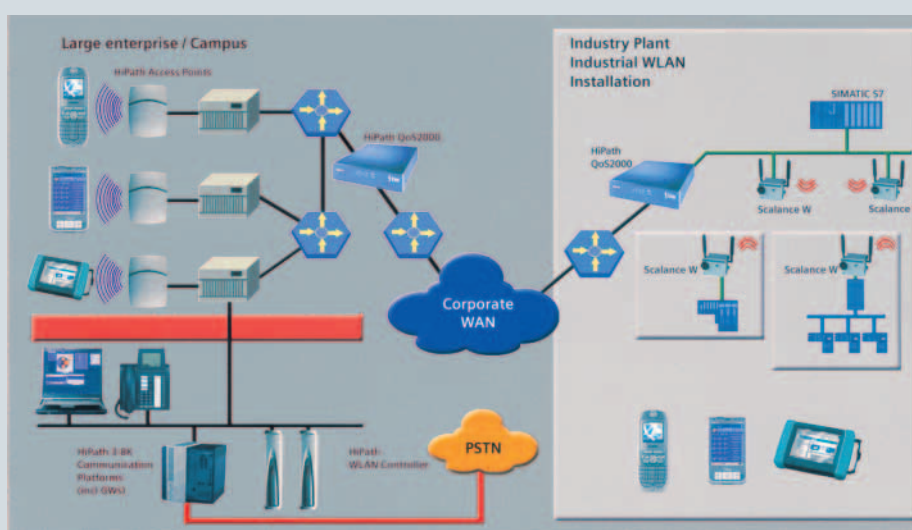 Large enterprise / Campus
HiPath Access Points
HiPath QoS2000
Industry Plant
Industrial WLAN
Installation
SIMATIC S7
HiPath
QoS2000
Scalance W
Scalance
Scalance W
Scalance W
Corporate
WAN
HiPath 3-8K
Communication
Platforms
(incl GWs)
HiPath
WLAN Controller
PSTN